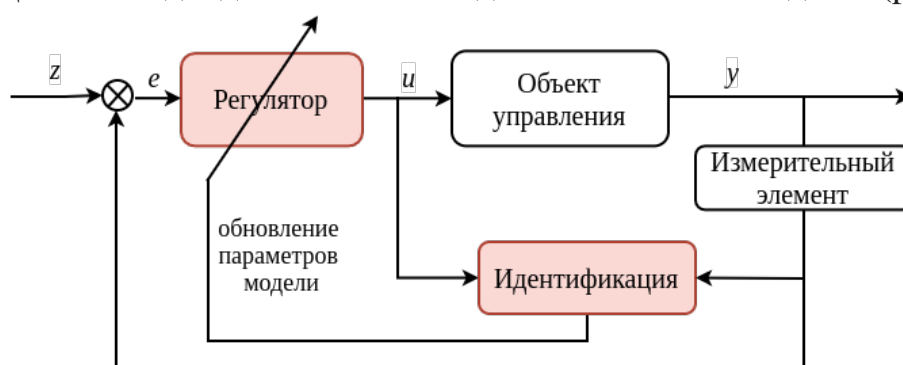 z
e
Регулятор
u
Объект
управления
y
Измерительный
элемент
обновление
параметров
модели
Идентификация